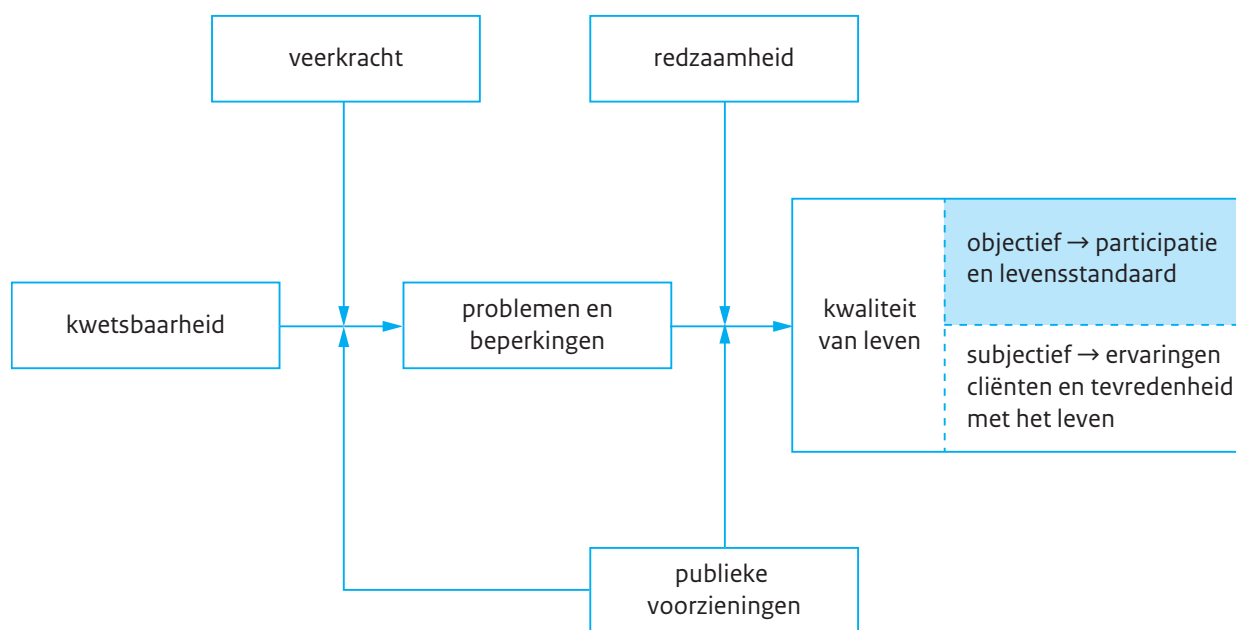 veerkracht
redzaamheid
kwetsbaarheid
problemen en
beperkingen
kwaliteit
van leven
objectief → participatie
en levensstandaard
subjectief → ervaringen
cliënten en tevredenheid
met het leven
publieke
voorzieningen